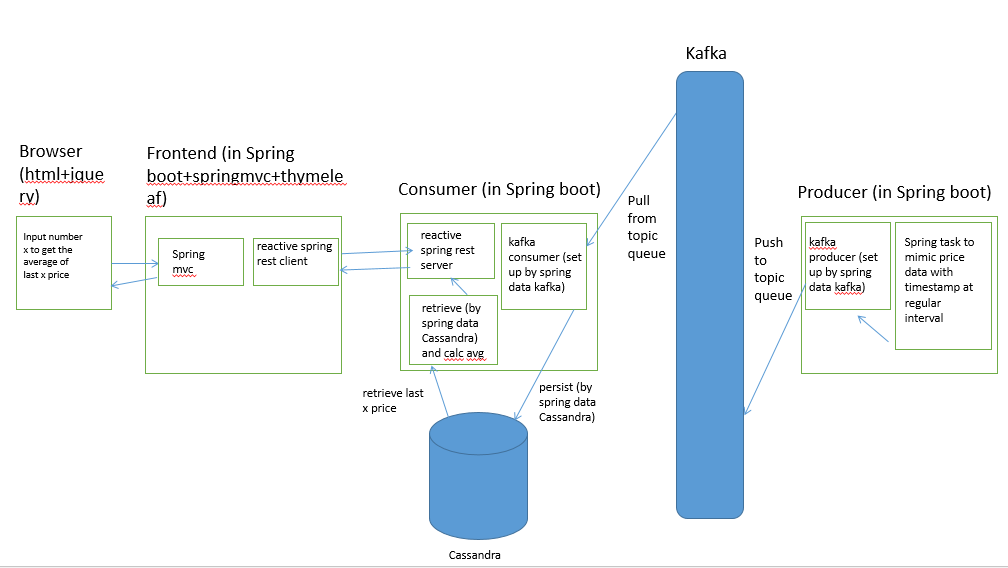 Browser
(html+jque
ry)
Input number
x to get the
average of
last x price
Frontend (in Spring
boot+springmvc+thymele
af)
Spring
mvc
reactive spring
rest client
Consumer (in Spring boot)
reactive
spring rest
server
kafka
consumer (set
up by spring
data kafka)
retrieve (by
spring data
Cassandra)
and calc avg
retrieve last
x price
persist (by
spring data
Cassandra)
Cassandra
Kafka
Pull
from
topic
queue
Push
to
topic
queue
Producer (in Spring boot)
kafka
producer (set
up by spring
data kafka)
Spring task to
mimic price
data with
timestamp at
regular
interval